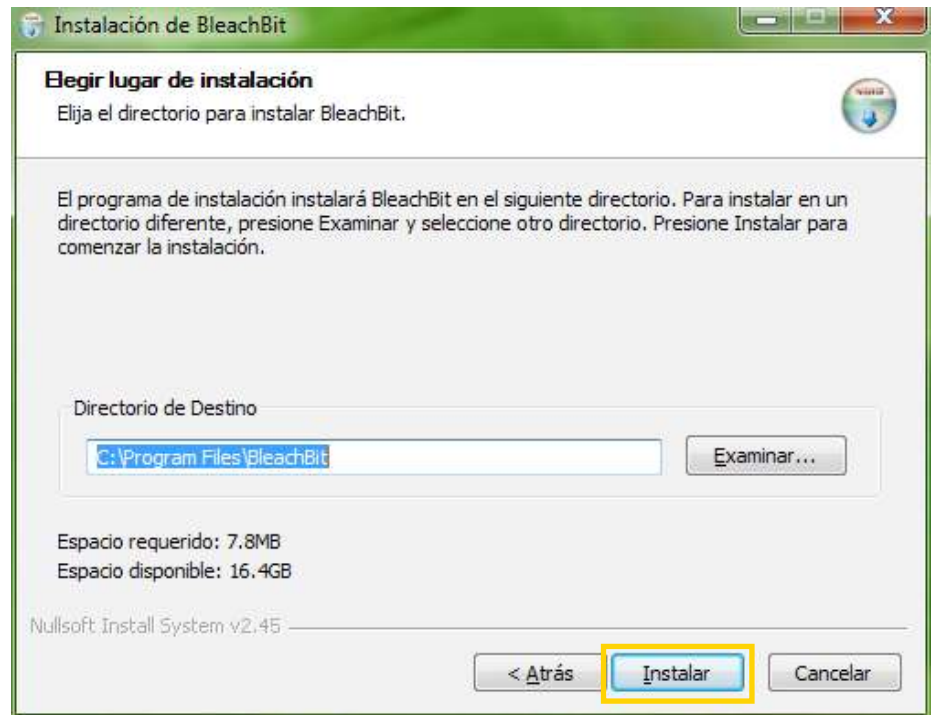 Instalación de BleachBit
Elegir lugar de instalación
Elija el directorio para instalar BleachBit.
El programa de instalación instalará BleachBit en el siguiente directorio. Para instalar en un
directorio diferente, presione Examinar y seleccione otro directorio. Presione Instalar para
comenzar la instalación.
Directorio de Destino
C:\Program Files\BleachBit
Examinar...
Espacio requerido: 7.8MB
Espacio disponible: 16.4GB
Nullsoft Install System v2.45
< Atrás
Instalar
Cancelar